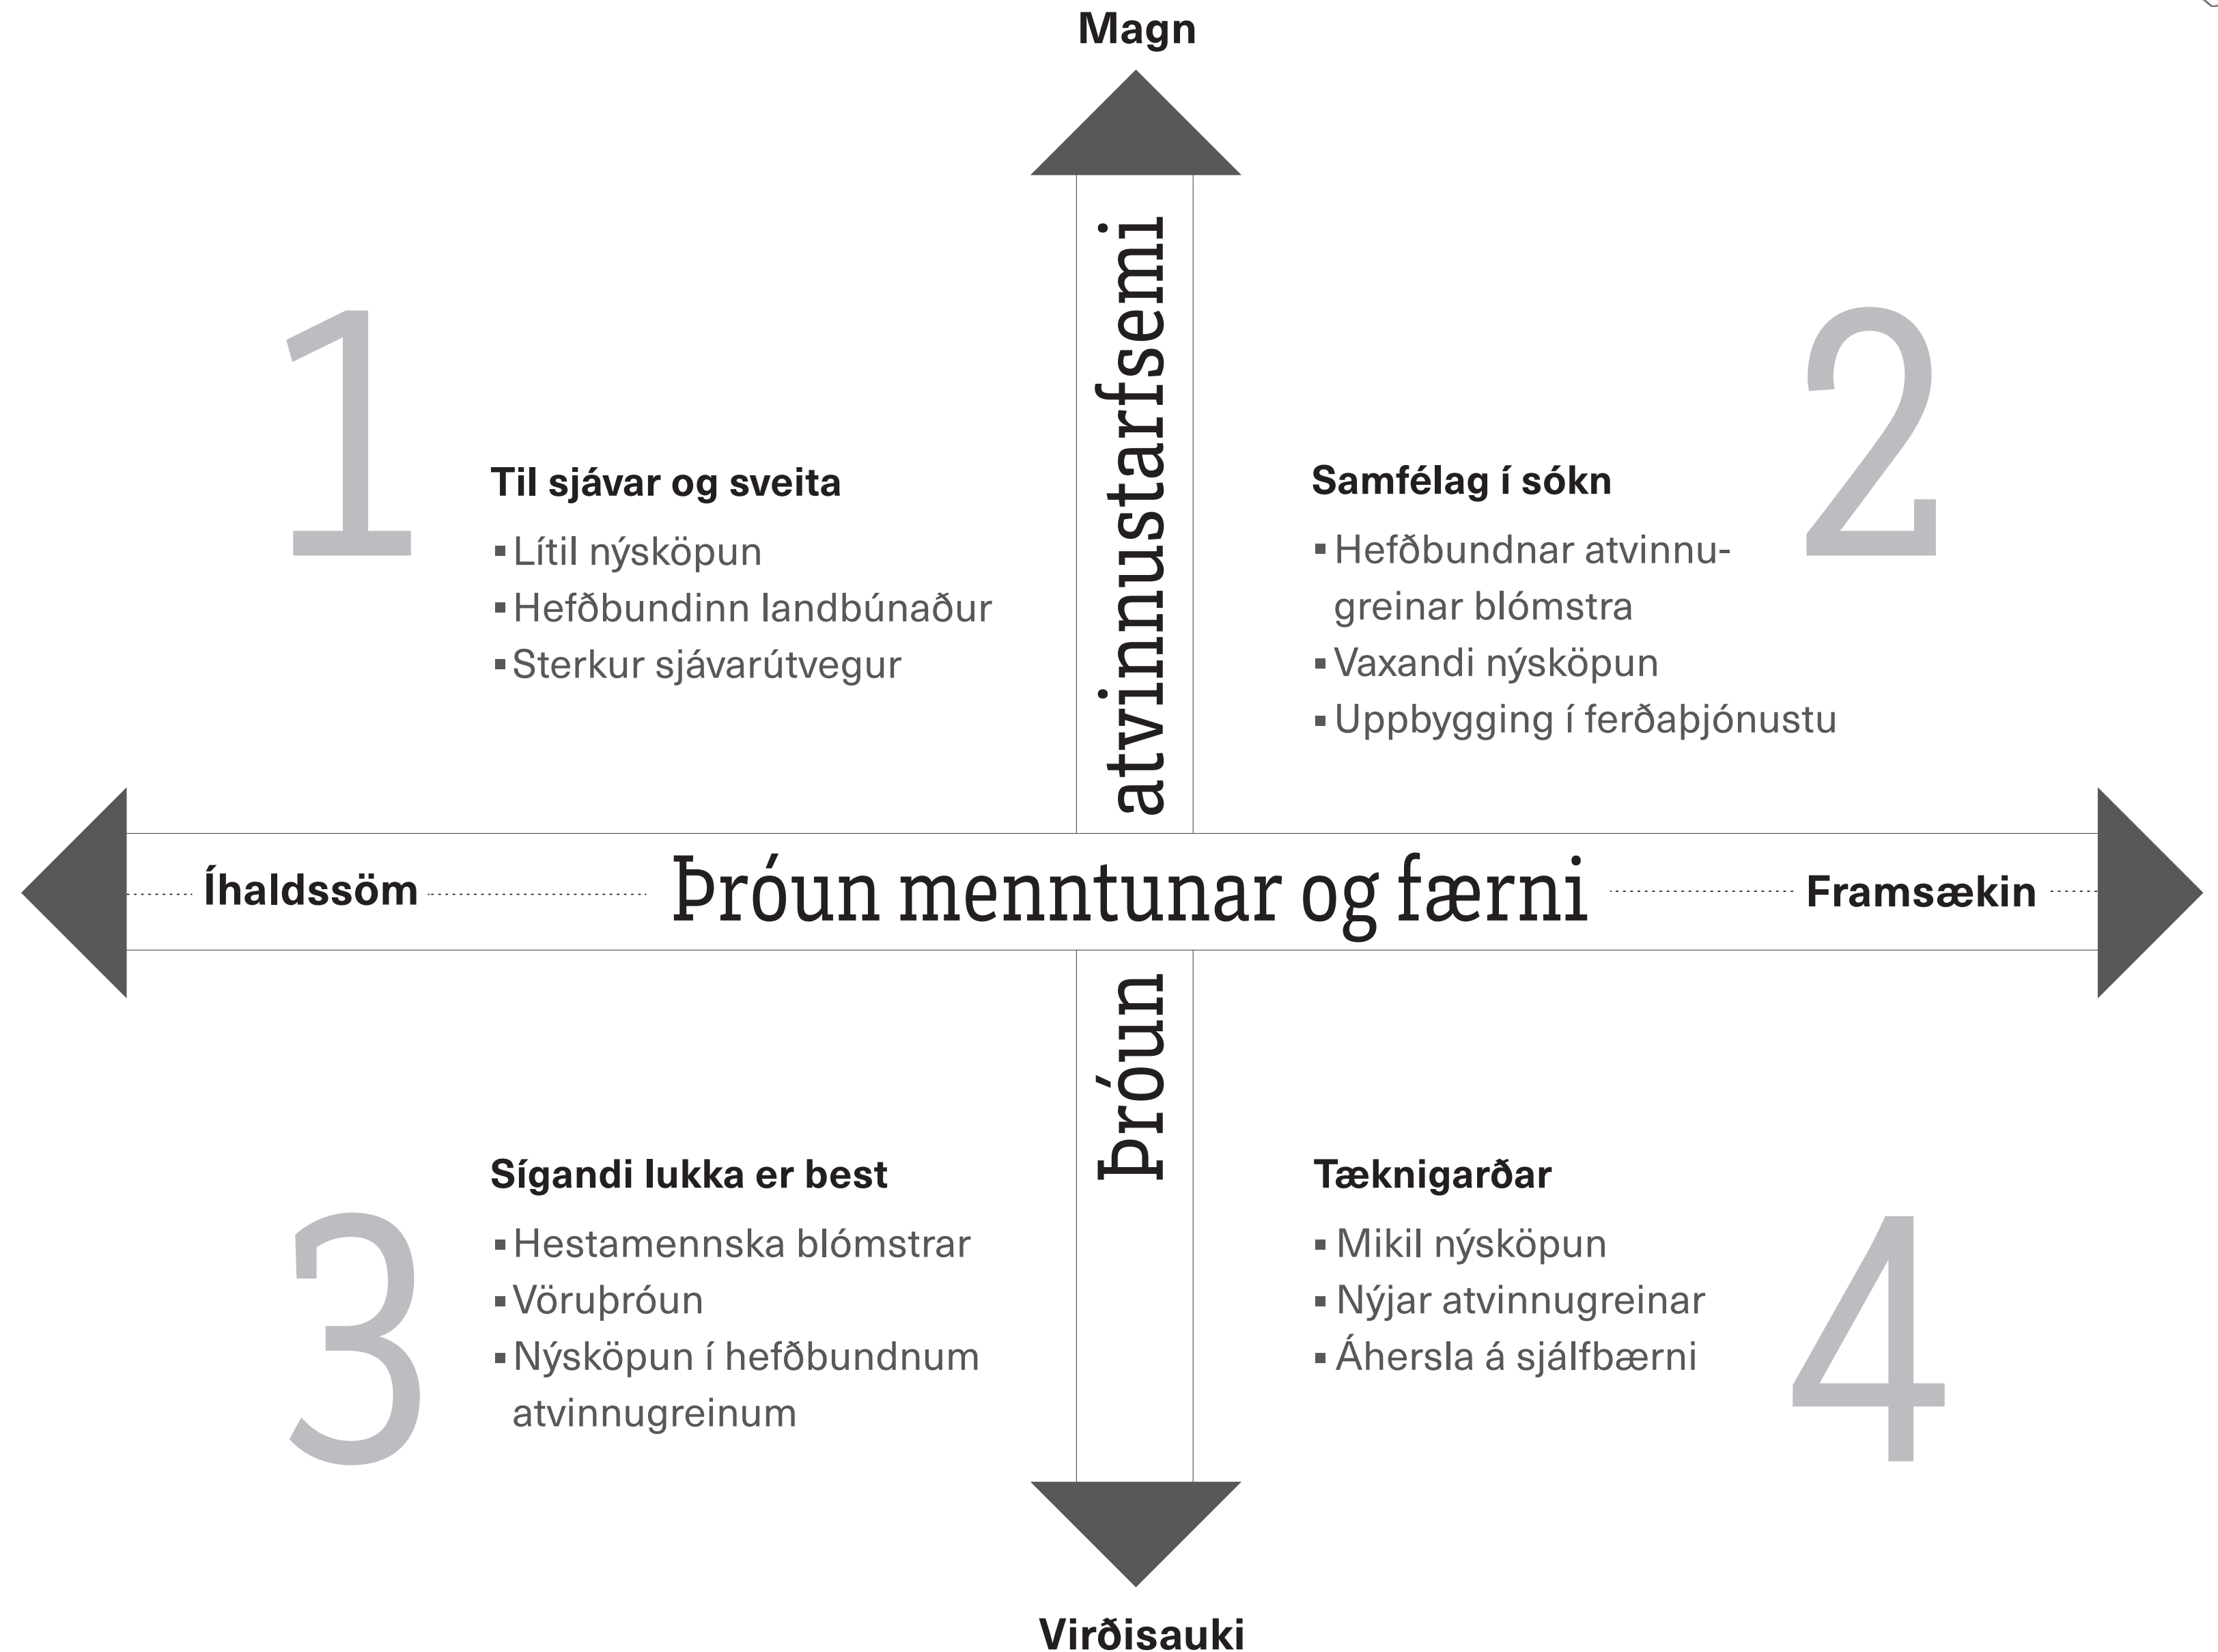 Magn
1
Til sjávar og sveita
▪ Lítil nýsköpun
▪ Hefðbundinn landbúnaður
▪ Sterkur sjávarútvegur
2
Samfélag í sókn
▪ Hefðbundnar atvinnu-
greinar blómstra
▪ Vaxandi nýsköpun
▪ Uppbygging í ferðaþjónustu
Þróun atvinnustarfsemi
Íhaldssöm
Þróun menntunar og færni
Framsækin
3
Sígandi lukka er best
▪ Hestamennska blómstrar
▪ Vöruþróun
▪ Nýsköpun í hefðbundnum
atvinnugreinum
4
Tæknigarðar
▪ Mikil nýsköpun
▪ Nýjar atvinnugreinar
▪ Áhersla á sjálfbærni
Virðisauki